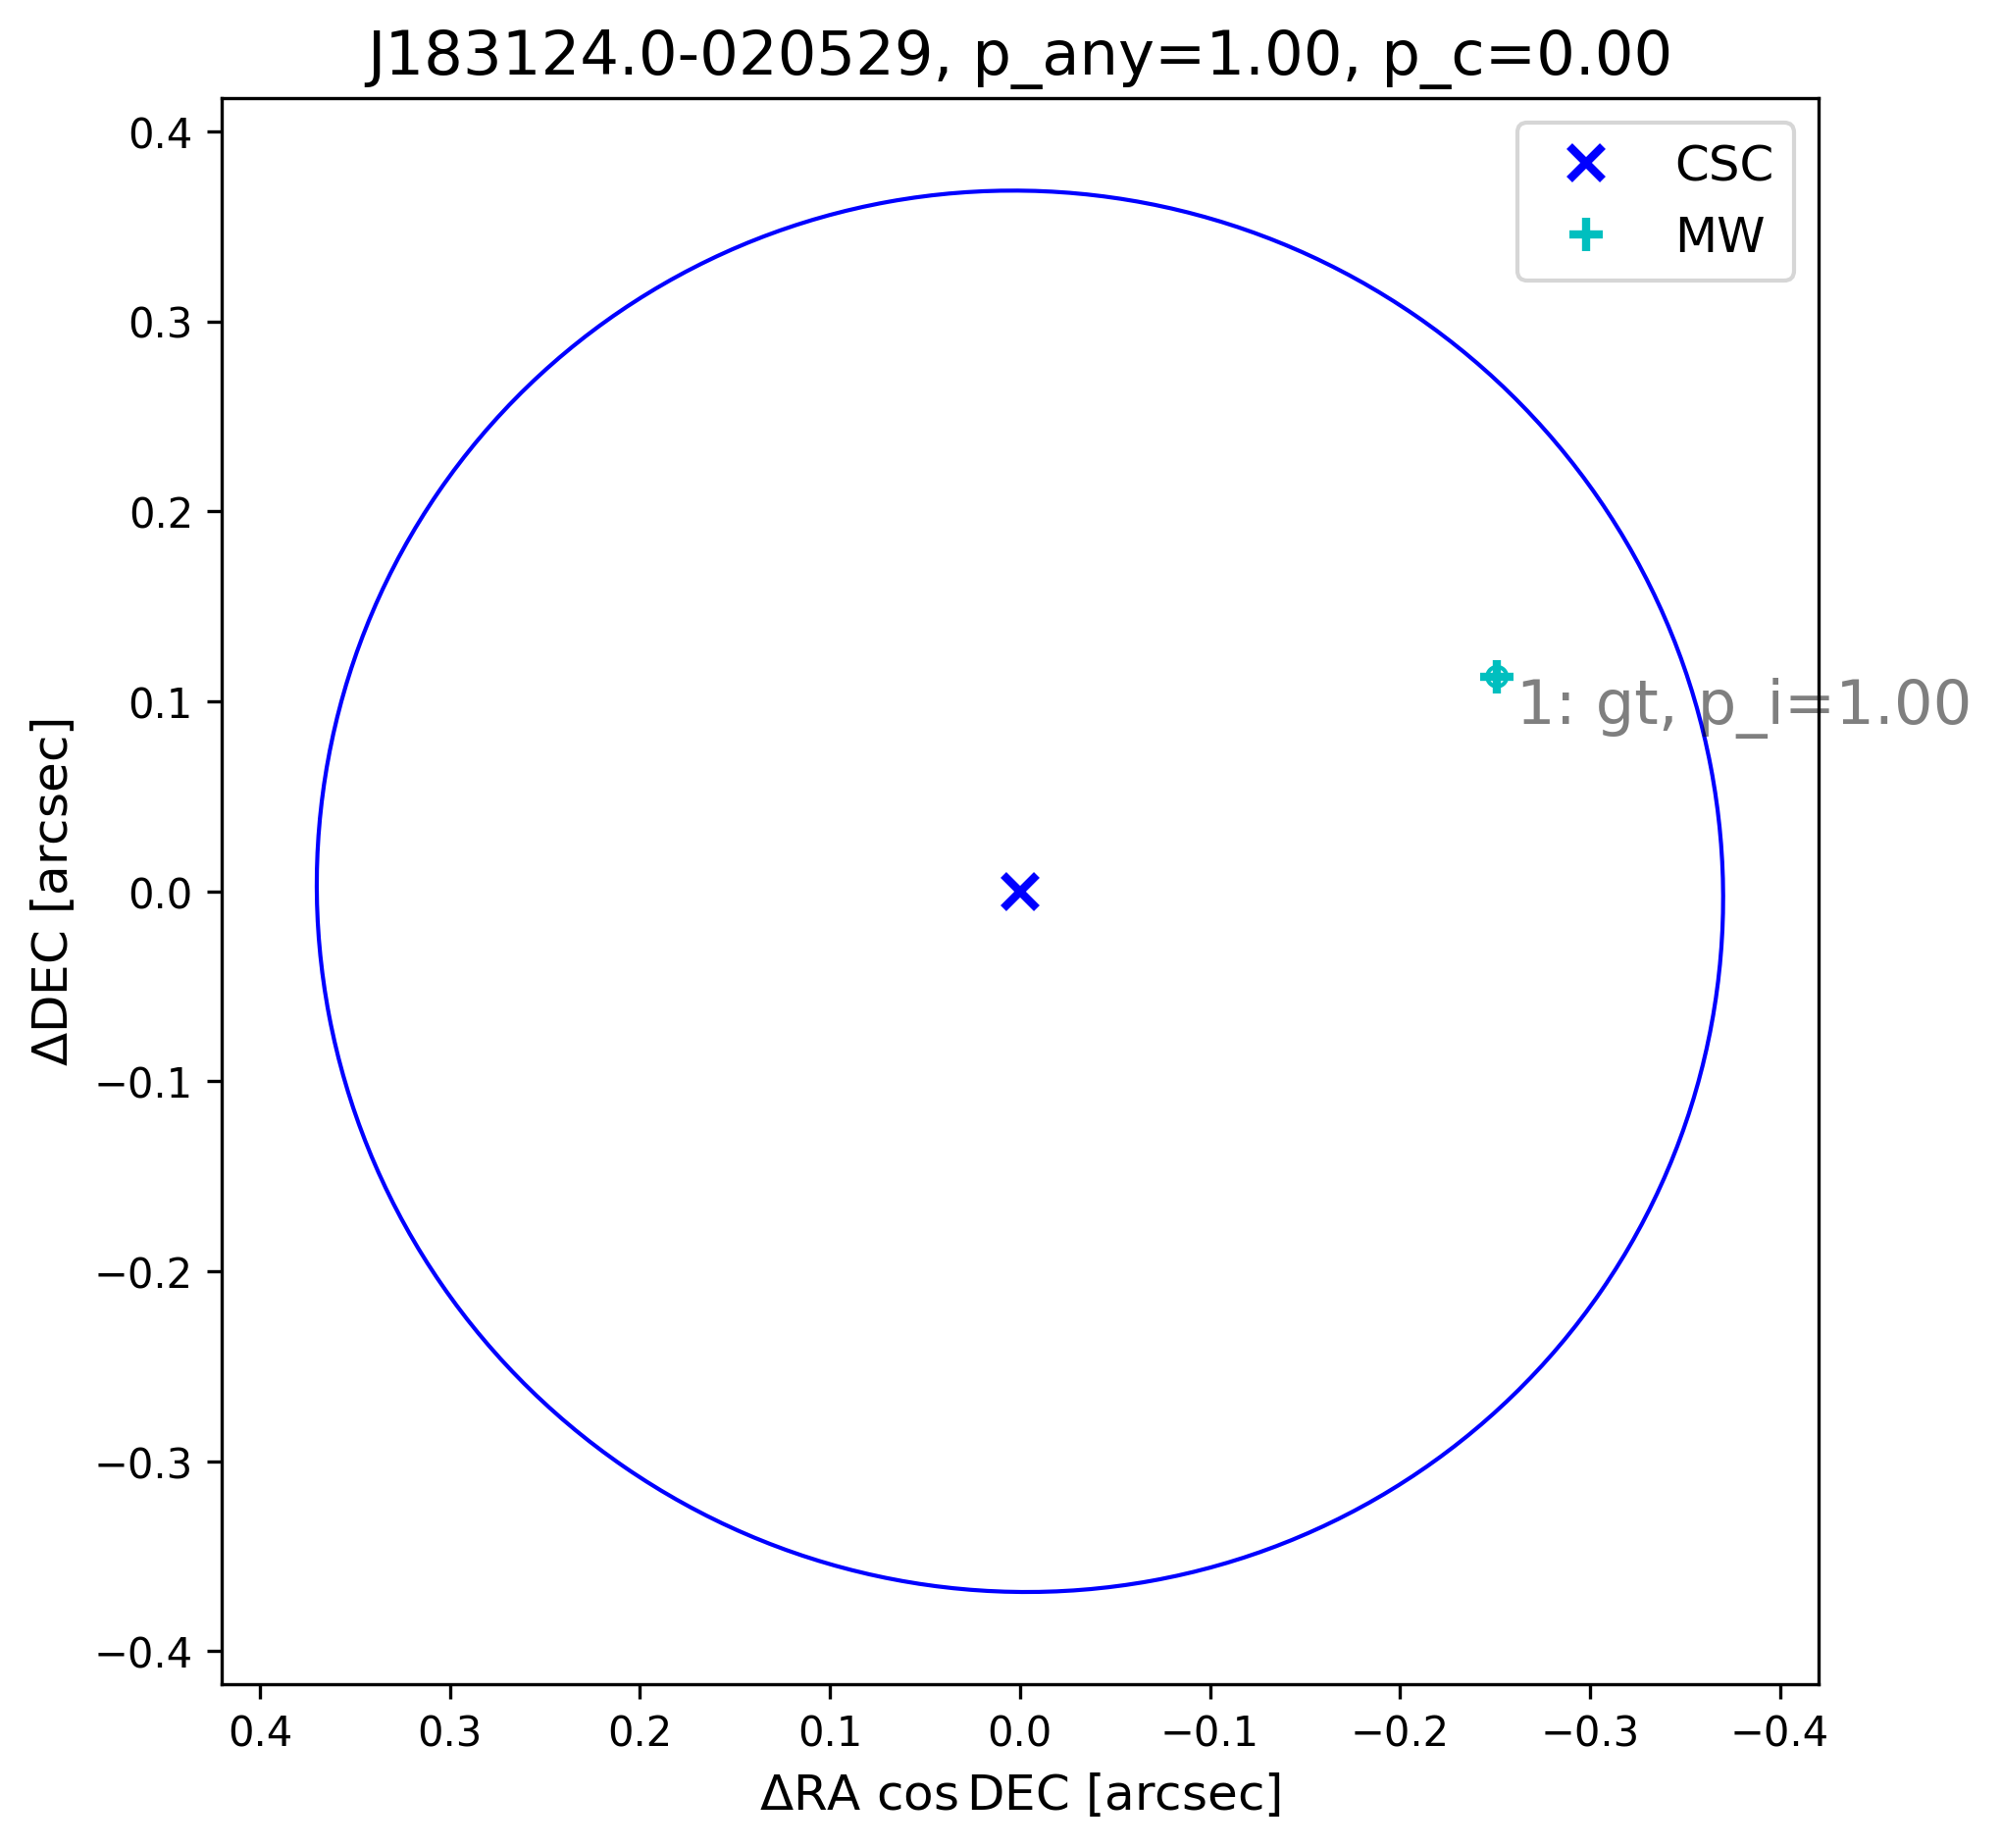 J183124.0-020529, p_any=1.00, p_c=0.00
CSC
MW
1: gt, p_i=1.00
ΔDEC [arcsec]
0.4
0.3
0.2
0.1
0.0
−0.1
−0.2
−0.3
−0.4
0.4 0.3 0.2 0.1 0.0 −0.1 −0.2 −0.3 −0.4
ΔRA cos DEC [arcsec]